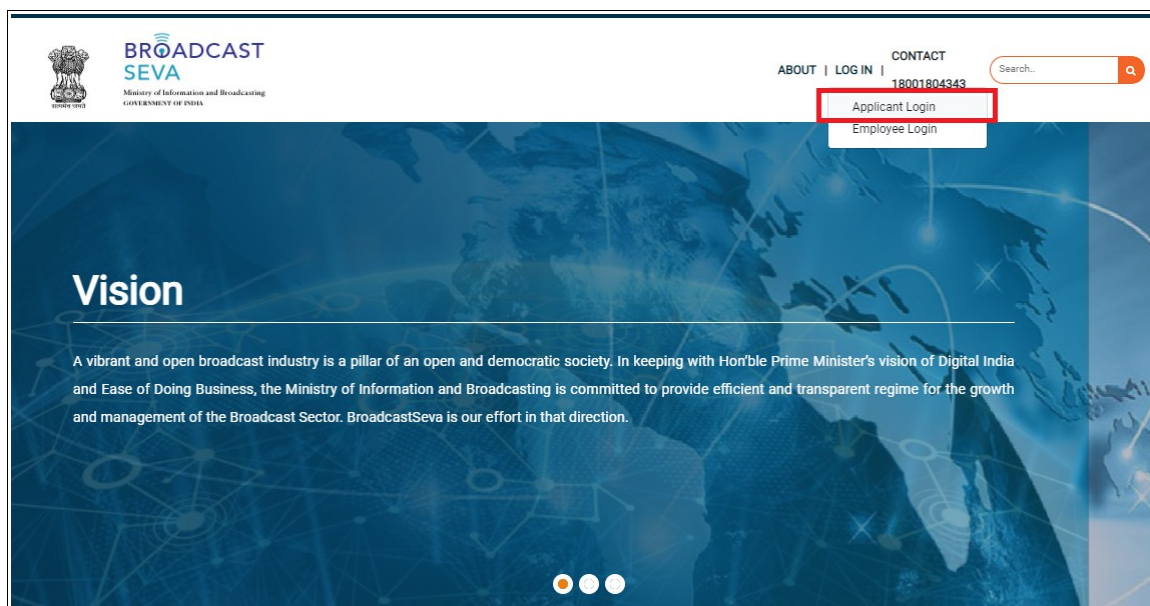 BROADCAST
SEVA
Ministry of Information and Broadcasting
GOVERNMENT OF INDIA
सत्यमेव जयते
ABOUT | LOG IN |
CONTACT
18001804343
Search..
Applicant Login
Employee Login
Vision
A vibrant and open broadcast industry is a pillar of an open and democratic society. In keeping with Hon'ble Prime Minister's vision of Digital India
and Ease of Doing Business, the Ministry of Information and Broadcasting is committed to provide efficient and transparent regime for the growth
and management of the Broadcast Sector. BroadcastSeva is our effort in that direction.